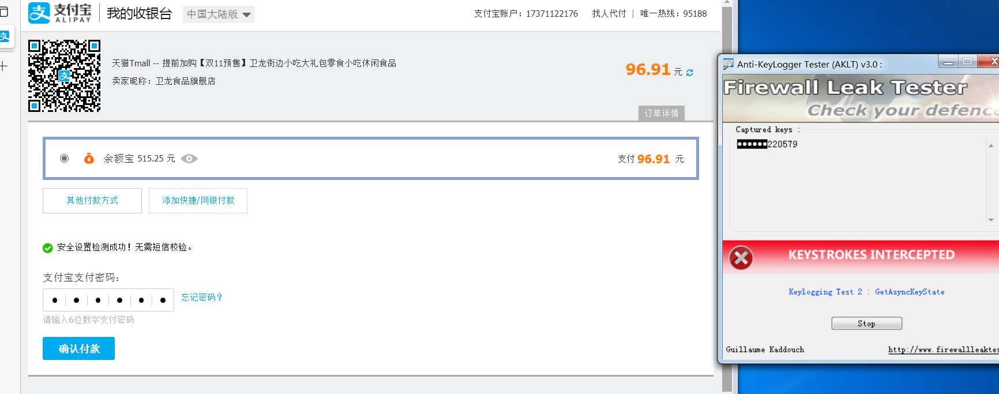 支付宝 ALIPAY 我的收银台 中国大陆版 支付宝账户：17371122176 找人代付 | 唯一热线：95188
天猫Tmall -- 提前加购【双11预售】卫龙街边小吃大礼包零食小吃休闲食品
卖家昵称：卫龙食品旗舰店
96.91 元
订单详情
余额宝 515.25 元 支付 96.91 元
其他付款方式 添加快捷/网银付款
安全设置检测成功！无需短信校验。
支付宝支付密码：
●●●●●● 忘记密码？
请输入6位数字支付密码
确认付款
Anti-KeyLogger Tester (AKLT) v3.0 :
Firewall Leak Tester
Check your defenc
Captured keys :
●●●●●●220579
KEYSTROKES INTERCEPTED
Keylogging Test 2 : GetAsyncKeyState
Stop
Guillaume Kaddouch http://www.firewallleaktes